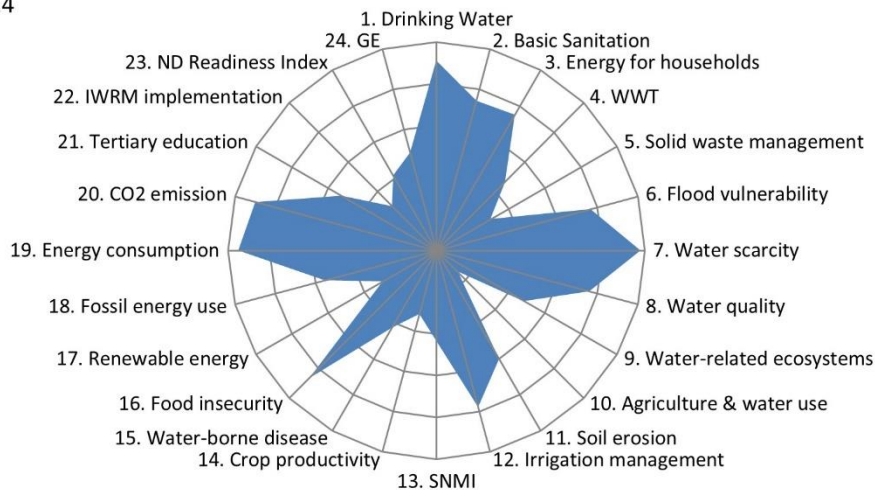 4
1. Drinking Water
2. Basic Sanitation
3. Energy for households
4. WWT
5. Solid waste management
6. Flood vulnerability
7. Water scarcity
8. Water quality
9. Water-related ecosystems
10. Agriculture & water use
11. Soil erosion
12. Irrigation management
13. SNMI
14. Crop productivity
15. Water-borne disease
16. Food insecurity
17. Renewable energy
18. Fossil energy use
19. Energy consumption
20. CO2 emission
21. Tertiary education
22. IWRM implementation
23. ND Readiness Index
24. GE